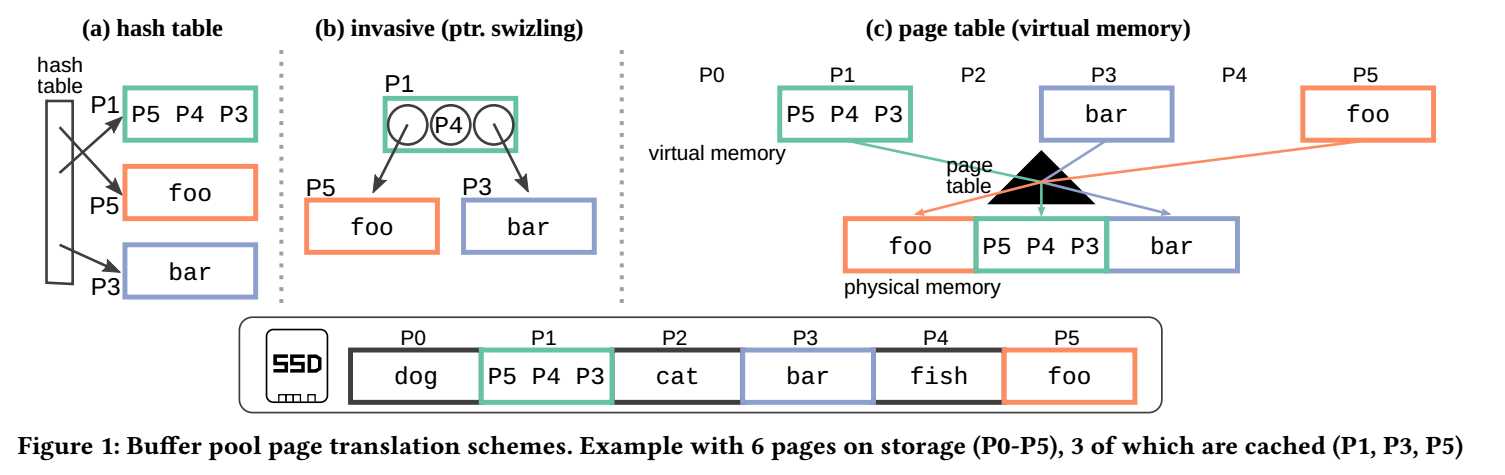 (a) hash table
hash
table
P1
P5 P4 P3
foo
P5
bar
P3
(b) invasive (ptr. swizling)
P1
P4
P5
foo
P3
bar
(c) page table (virtual memory)
P0 P1 P2 P3 P4 P5
P5 P4 P3 bar foo
virtual memory
page
table
foo P5 P4 P3 bar
physical memory
SSD
P0 P1 P2 P3 P4 P5
dog P5 P4 P3 cat bar fish foo
Figure 1: Buffer pool page translation schemes. Example with 6 pages on storage (P0-P5), 3 of which are cached (P1, P3, P5)